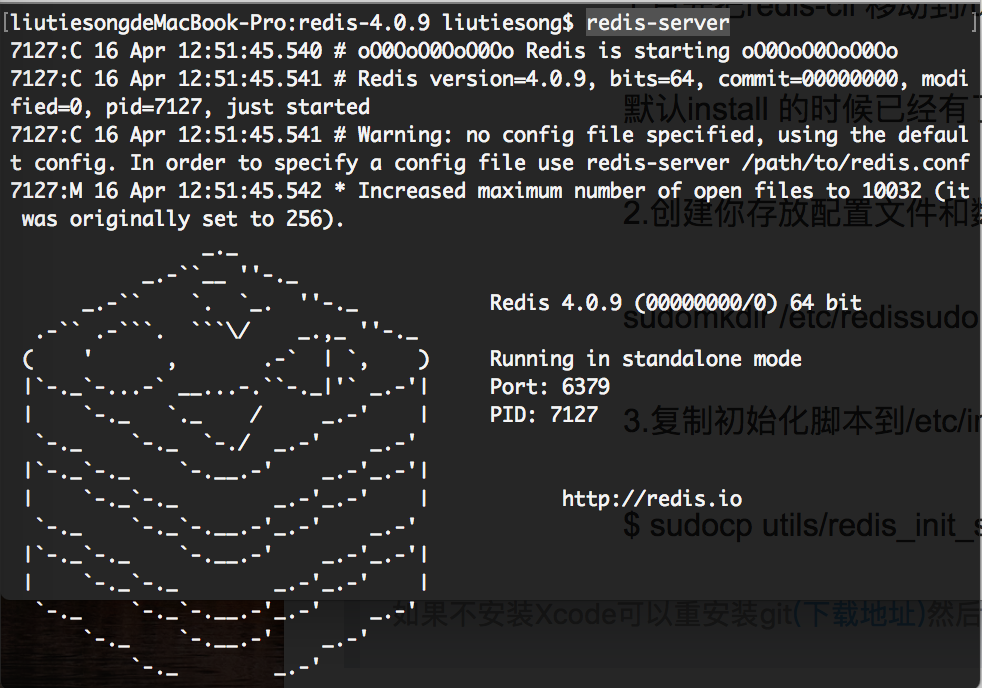 [liutiesongdeMacBook-Pro:redis-4.0.9 liutiesong$ redis-server ]
7127:C 16 Apr 12:51:45.540 # oO0OoO0OoO0Oo Redis is starting oO0OoO0OoO0Oo
7127:C 16 Apr 12:51:45.541 # Redis version=4.0.9, bits=64, commit=00000000, modi
fied=0, pid=7127, just started
7127:C 16 Apr 12:51:45.541 # Warning: no config file specified, using the defaul
t config. In order to specify a config file use redis-server /path/to/redis.conf
7127:M 16 Apr 12:51:45.542 * Increased maximum number of open files to 10032 (it
was originally set to 256).
Redis 4.0.9 (00000000/0) 64 bit
Running in standalone mode
Port: 6379
PID: 7127
http://redis.io
默认install 的时候已经有
2.创建你存放配置文件和
sudomkdir /etc/redissudo
3.复制初始化脚本到/etc/
$ sudocp utils/redis_init_
如果不安装Xcode可以重安装git(下载地址)然后